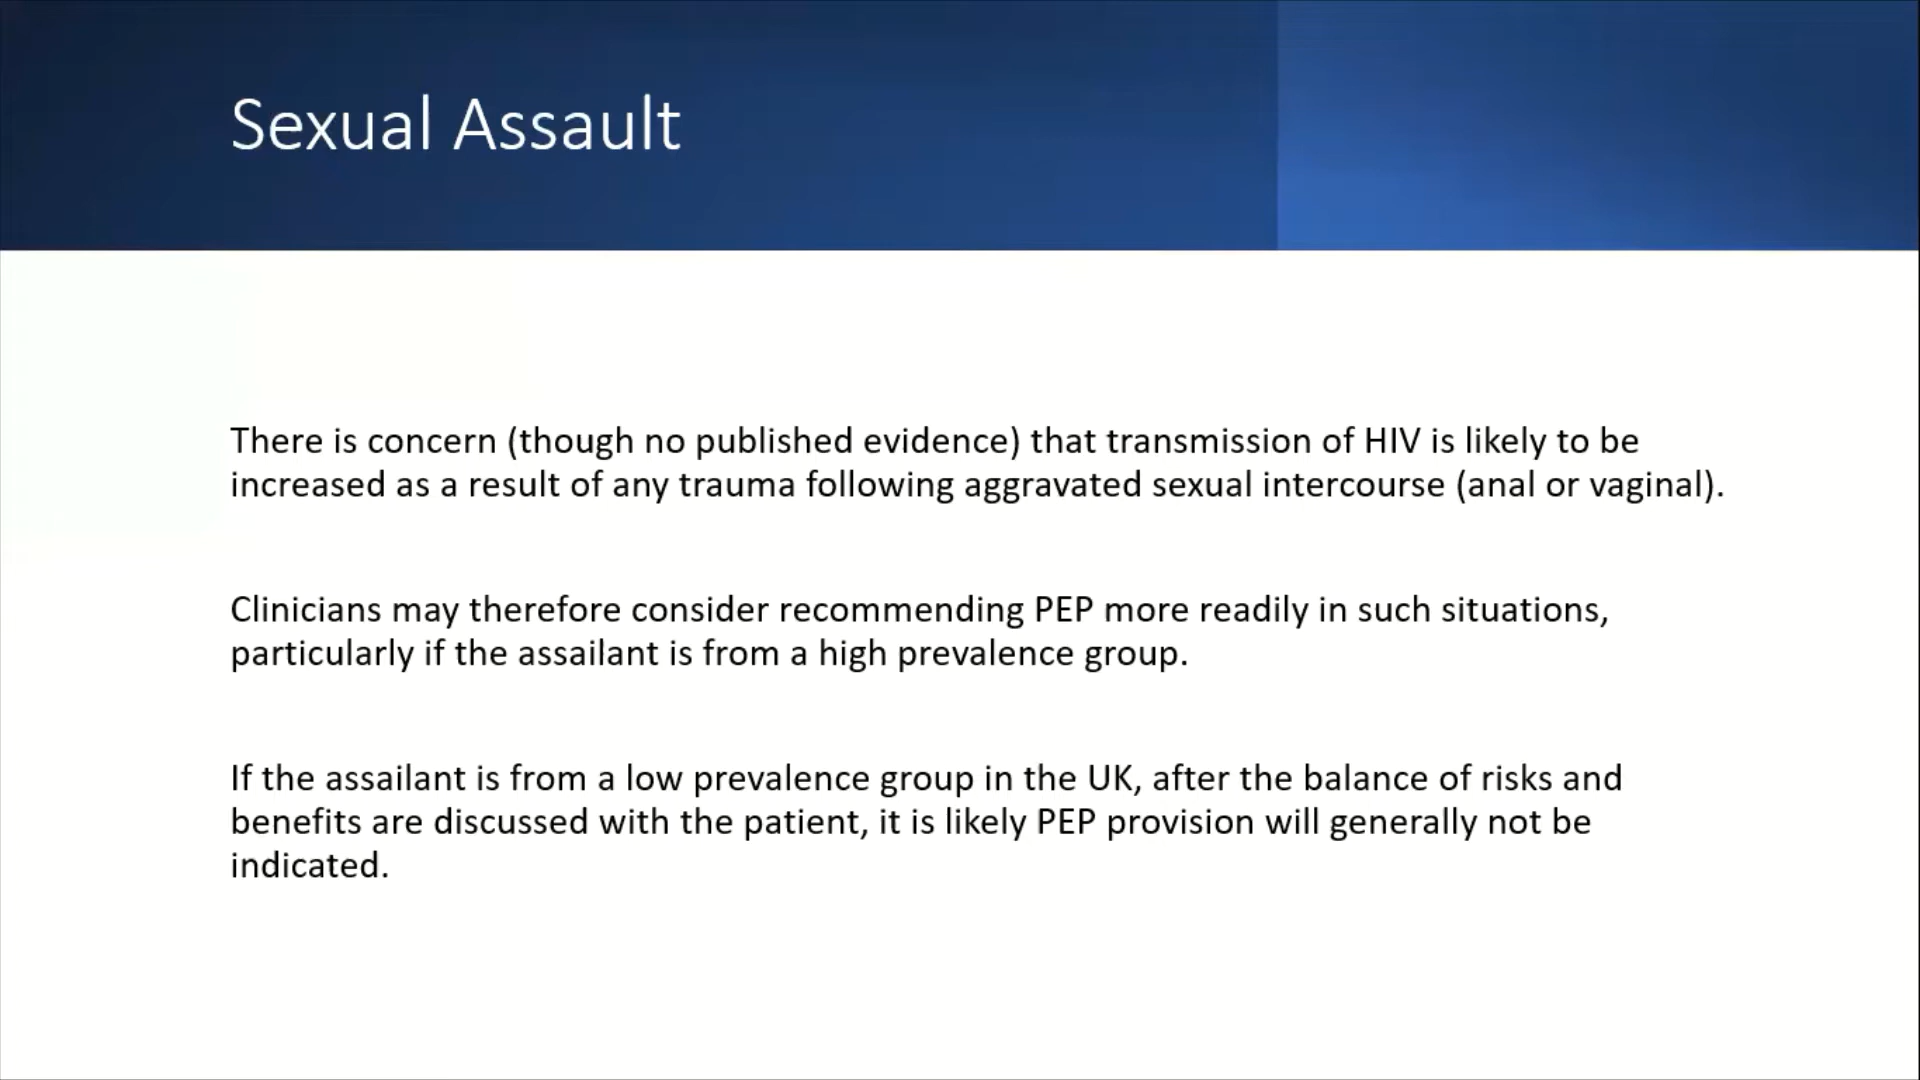 Sexual Assault
There is concern (though no published evidence) that transmission of HIV is likely to be
increased as a result of any trauma following aggravated sexual intercourse (anal or vaginal).
Clinicians may therefore consider recommending PEP more readily in such situations,
particularly if the assailant is from a high prevalence group.
If the assailant is from a low prevalence group in the UK, after the balance of risks and
benefits are discussed with the patient, it is likely PEP provision will generally not be
indicated.